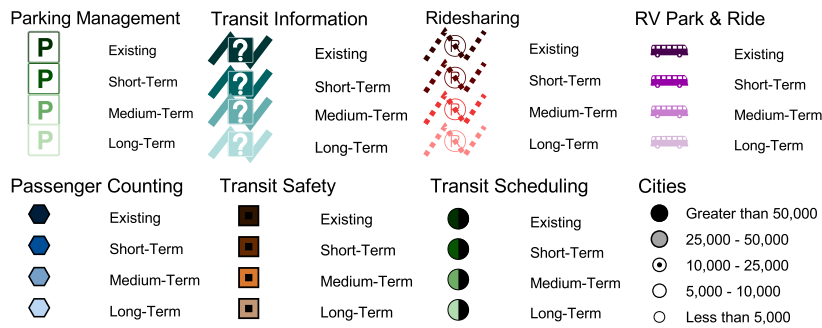 Parking Management
P Existing
P Short-Term
P Medium-Term
P Long-Term
Transit Information
? Existing
? Short-Term
? Medium-Term
? Long-Term
Ridesharing
R Existing
R Short-Term
R Medium-Term
R Long-Term
RV Park & Ride
Existing
Short-Term
Medium-Term
Long-Term
Passenger Counting
Existing
Short-Term
Medium-Term
Long-Term
Transit Safety
Existing
Short-Term
Medium-Term
Long-Term
Transit Scheduling
Existing
Short-Term
Medium-Term
Long-Term
Cities
Greater than 50,000
25,000 - 50,000
10,000 - 25,000
5,000 - 10,000
Less than 5,000